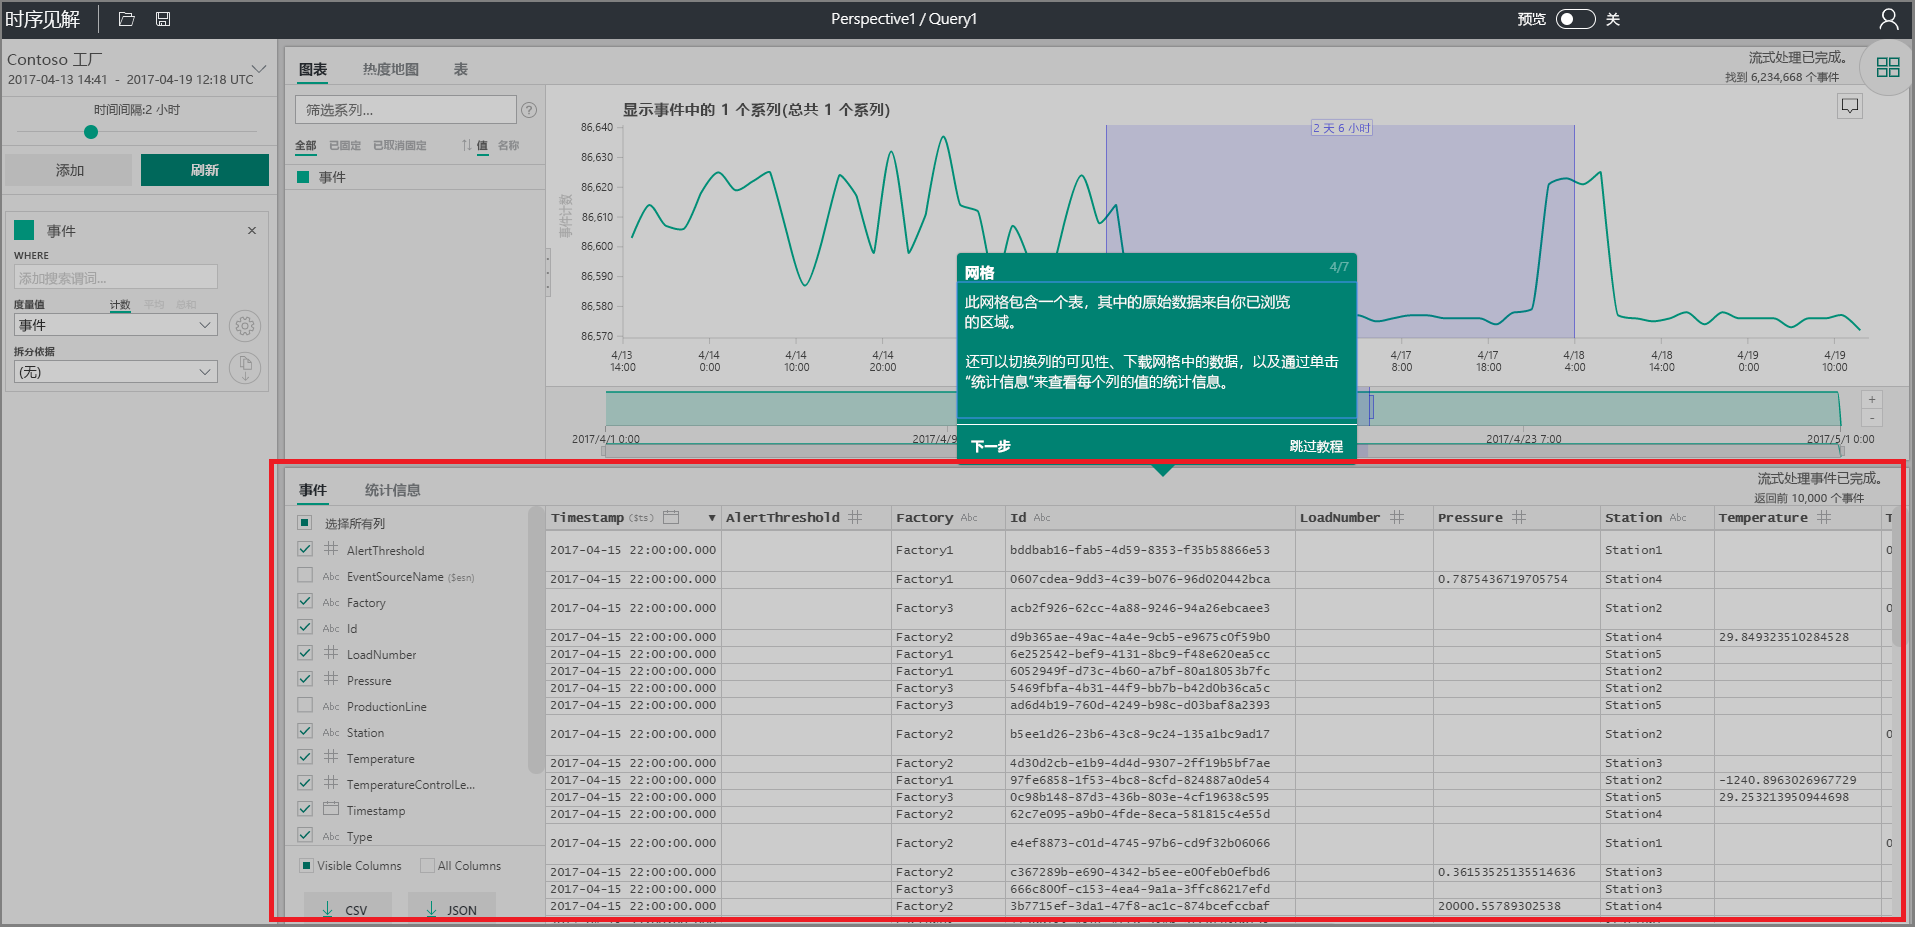 时序见解
Perspective1 / Query1
预览
关
Contoso 工厂
2017-04-13 14:41 - 2017-04-19 12:18 UTC
时间间隔:2 小时
添加
刷新
事件
×
WHERE
添加搜索谓词...
度量值
计数
平均
总和
事件
拆分依据
(无)
图表
热度地图
表
流式处理已完成。
找到 6,234,668 个事件
筛选系列...
?
全部
已固定
已取消固定
值
名称
事件
显示事件中的 1 个系列(总共 1 个系列)
事件计数
86,640
86,630
86,620
86,610
86,600
86,590
86,580
86,570
2 天 6 小时
4/13 14:00
4/14 0:00
4/14 10:00
4/14 20:00
4/17 8:00
4/17 18:00
4/18 4:00
4/18 14:00
4/19 0:00
4/19 10:00
2017/4/1 0:00
2017/4/9
2017/4/23 7:00
2017/5/1 0:00
+
-
网格
4/7
此网格包含一个表，其中的原始数据来自你已浏览
的区域。
还可以切换列的可见性、下载网格中的数据，以及通过单击
“统计信息”来查看每个列的值的统计信息。
下一步
跳过教程
事件
统计信息
流式处理事件已完成。
返回前 10,000 个事件
选择所有列
AlertThreshold
Abc EventSourceName ($esn)
Abc Factory
Abc Id
LoadNumber
Pressure
Abc ProductionLine
Abc Station
Temperature
TemperatureControlLe...
Timestamp
Abc Type
Visible Columns
All Columns
CSV
JSON
Timestamp ($ts) AlertThreshold Factory Abc Id Abc LoadNumber Pressure Station Abc Temperature T
2017-04-15 22:00:00.000 Factory1 bddbab16-fab5-4d59-8353-f35b58866e53 Station1 0
2017-04-15 22:00:00.000 Factory1 0607cdea-9dd3-4c39-b076-96d020442bca 0.7875436719705754 Station4
2017-04-15 22:00:00.000 Factory3 acb2f926-62cc-4a88-9246-94a26ebcaee3 Station2 0
2017-04-15 22:00:00.000 Factory2 d9b365ae-49ac-4a4e-9cb5-e9675c0f59b0 Station4 29.849323510284528
2017-04-15 22:00:00.000 Factory1 6e252542-bef9-4131-8bc9-f48e620ea5cc Station5
2017-04-15 22:00:00.000 Factory1 6052949f-d73c-4b60-a7bf-80a18053b7fc Station2
2017-04-15 22:00:00.000 Factory3 5469fbfa-4b31-44f9-bb7b-b42d0b36ca5c Station2
2017-04-15 22:00:00.000 Factory3 ad6d4b19-760d-4249-b98c-d03baf8a2393 Station5
2017-04-15 22:00:00.000 Factory2 b5ee1d26-23b6-43c8-9c24-135a1bc9ad17 Station2 0
2017-04-15 22:00:00.000 Factory2 4d30d2cb-e1b9-4d4d-9307-2ff19b5bf7ae Station3
2017-04-15 22:00:00.000 Factory1 97fe6858-1f53-4bc8-8cfd-824887a0de54 Station2 -1240.8963026967729
2017-04-15 22:00:00.000 Factory3 0c98b148-87d3-436b-803e-4cf19638c595 Station5 29.253213950944698
2017-04-15 22:00:00.000 Factory2 62c7e095-a9b0-4fde-8eca-581815c4e55d
2017-04-15 22:00:00.000 Factory2 e4ef8873-c01d-4745-97b6-cd9f32b06066 Station1 0
2017-04-15 22:00:00.000 Factory2 c367289b-e690-4342-b5ee-e00feb0efbd6 0.36153525135514636 Station3
2017-04-15 22:00:00.000 Factory3 666c800f-c153-4ea4-9a1a-3ffc86217efd Station3
2017-04-15 22:00:00.000 Factory2 3b7715ef-3da1-47f8-ac1c-874bcefccbaf 20000.55789302538 Station4